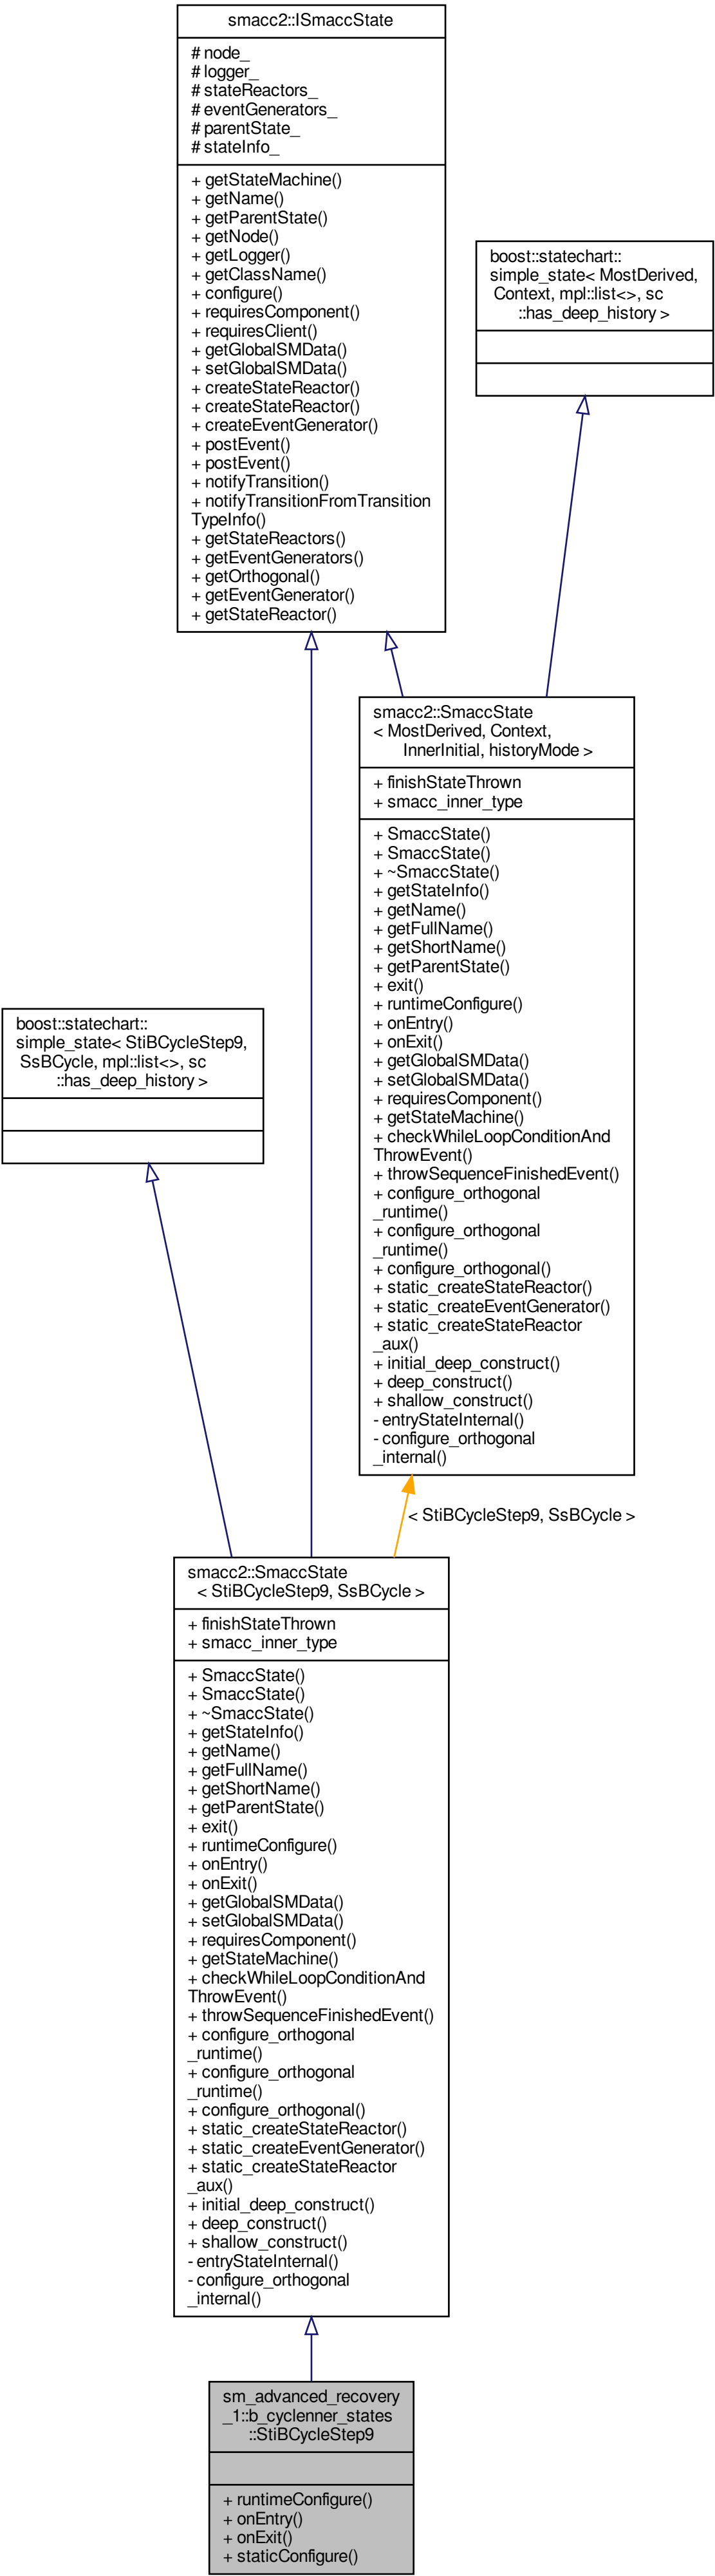 smacc2::ISmaccState
# node_
# logger_
# stateReactors_
# eventGenerators_
# parentState_
# stateInfo_
+ getStateMachine()
+ getName()
+ getParentState()
+ getNode()
+ getLogger()
+ getClassName()
+ configure()
+ requiresComponent()
+ requiresClient()
+ getGlobalSMData()
+ setGlobalSMData()
+ createStateReactor()
+ createStateReactor()
+ createEventGenerator()
+ postEvent()
+ postEvent()
+ notifyTransition()
+ notifyTransitionFromTransition
TypeInfo()
+ getStateReactors()
+ getEventGenerators()
+ getOrthogonal()
+ getEventGenerator()
+ getStateReactor()
boost::statechart::
simple_state< MostDerived,
Context, mpl::list<>, sc
::has_deep_history >
smacc2::SmaccState
< MostDerived, Context,
InnerInitial, historyMode >
+ finishStateThrown
+ smacc_inner_type
+ SmaccState()
+ SmaccState()
+ ~SmaccState()
+ getStateInfo()
+ getName()
+ getFullName()
+ getShortName()
+ getParentState()
+ exit()
+ runtimeConfigure()
+ onEntry()
+ onExit()
+ getGlobalSMData()
+ setGlobalSMData()
+ requiresComponent()
+ getStateMachine()
+ checkWhileLoopConditionAnd
ThrowEvent()
+ throwSequenceFinishedEvent()
+ configure_orthogonal
_runtime()
+ configure_orthogonal
_runtime()
+ configure_orthogonal()
+ static_createStateReactor()
+ static_createEventGenerator()
+ static_createStateReactor
_aux()
+ initial_deep_construct()
+ deep_construct()
+ shallow_construct()
- entryStateInternal()
- configure_orthogonal
_internal()
boost::statechart::
simple_state< StiBCycleStep9,
SsBCycle, mpl::list<>, sc
::has_deep_history >
< StiBCycleStep9, SsBCycle >
smacc2::SmaccState
< StiBCycleStep9, SsBCycle >
+ finishStateThrown
+ smacc_inner_type
+ SmaccState()
+ SmaccState()
+ ~SmaccState()
+ getStateInfo()
+ getName()
+ getFullName()
+ getShortName()
+ getParentState()
+ exit()
+ runtimeConfigure()
+ onEntry()
+ onExit()
+ getGlobalSMData()
+ setGlobalSMData()
+ requiresComponent()
+ getStateMachine()
+ checkWhileLoopConditionAnd
ThrowEvent()
+ throwSequenceFinishedEvent()
+ configure_orthogonal
_runtime()
+ configure_orthogonal
_runtime()
+ configure_orthogonal()
+ static_createStateReactor()
+ static_createEventGenerator()
+ static_createStateReactor
_aux()
+ initial_deep_construct()
+ deep_construct()
+ shallow_construct()
- entryStateInternal()
- configure_orthogonal
_internal()
sm_advanced_recovery
_1::b_cyclenner_states
::StiBCycleStep9
+ runtimeConfigure()
+ onEntry()
+ onExit()
+ staticConfigure()